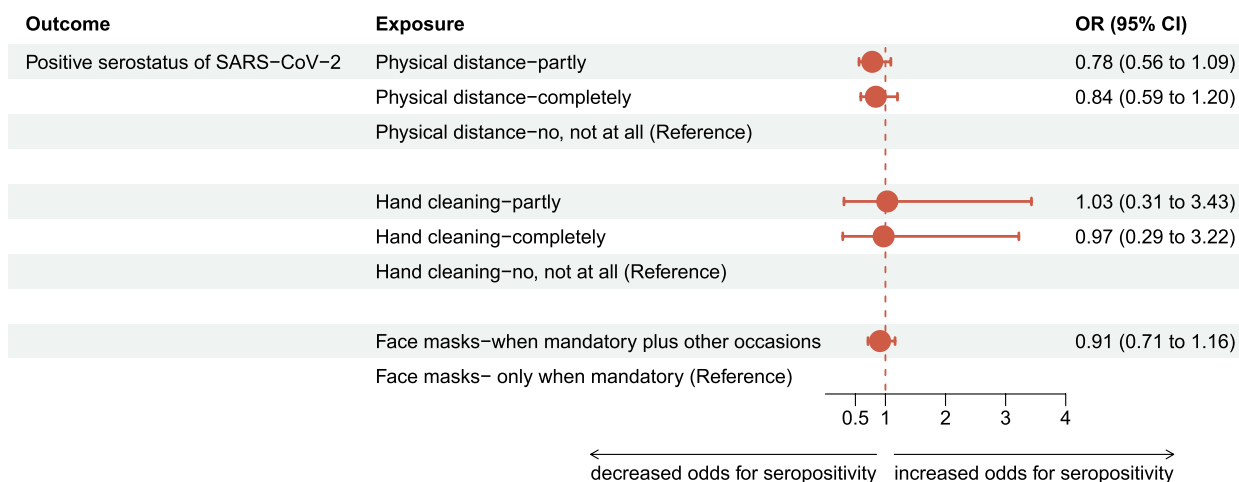 Outcome Exposure OR (95% CI)
Positive serostatus of SARS−CoV−2 Physical distance−partly 0.78 (0.56 to 1.09)
Physical distance−completely 0.84 (0.59 to 1.20)
Physical distance−no, not at all (Reference)
Hand cleaning−partly 1.03 (0.31 to 3.43)
Hand cleaning−completely 0.97 (0.29 to 3.22)
Hand cleaning−no, not at all (Reference)
Face masks−when mandatory plus other occasions 0.91 (0.71 to 1.16)
Face masks− only when mandatory (Reference)
0.5 1 2 3 4
decreased odds for seropositivity increased odds for seropositivity